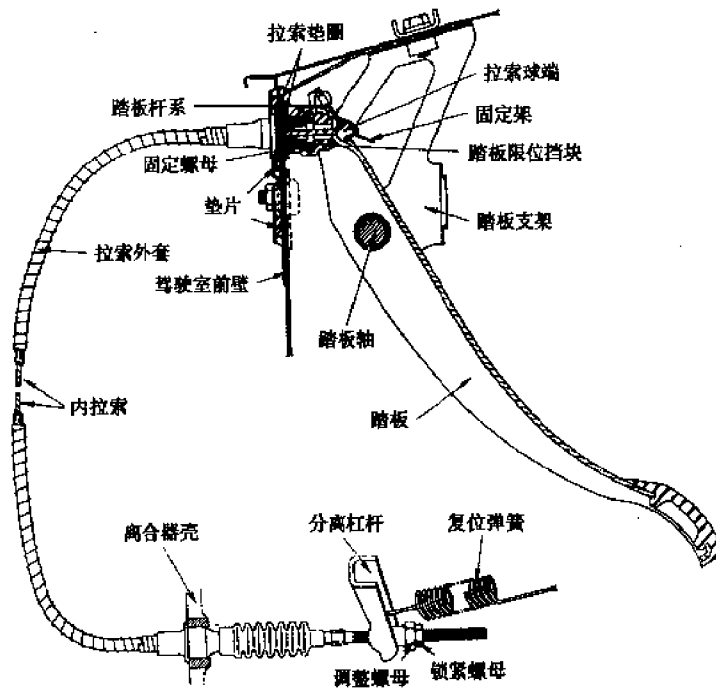 拉索垫圈
拉索球端
踏板杆系
固定架
固定螺母
踏板限位挡块
垫片
踏板支架
拉索外套
驾驶室前壁
踏板轴
内拉索
踏板
离合器壳
分离杠杆
复位弹簧
调整螺母
锁紧螺母